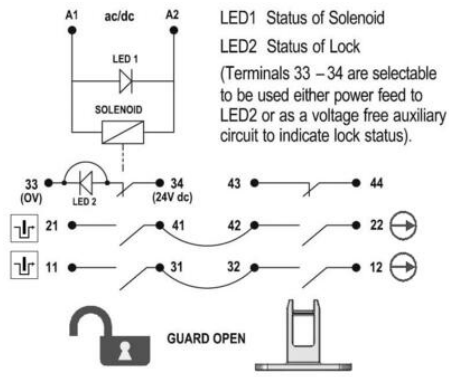 A1 ac/dc A2
LED1 Status of Solenoid
LED 1
LED2 Status of Lock
(Terminals 33 – 34 are selectable
to be used either power feed to
LED2 or as a voltage free auxiliary
circuit to indicate lock status).
SOLENOID
33 34 43 44
(OV) LED 2 (24V dc)
21 41 42 22
11 31 32 12
GUARD OPEN